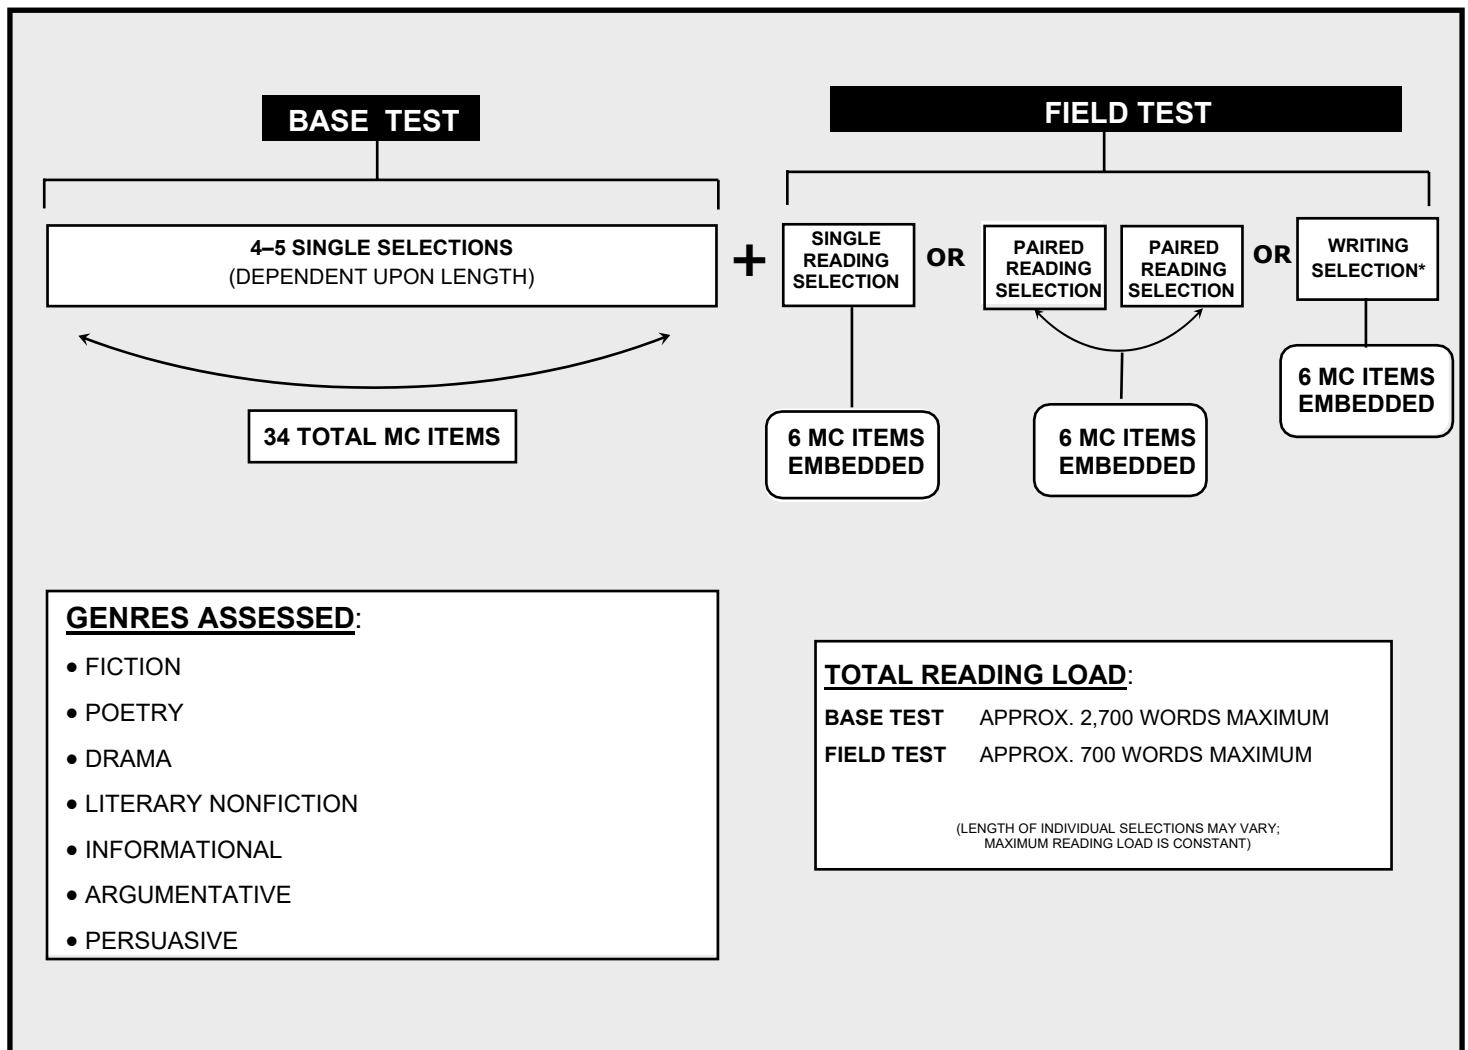 BASE TEST
FIELD TEST
4–5 SINGLE SELECTIONS
(DEPENDENT UPON LENGTH)
+
SINGLE
READING
SELECTION
OR
PAIRED
READING
SELECTION
PAIRED
READING
SELECTION
OR
WRITING
SELECTION*
34 TOTAL MC ITEMS
6 MC ITEMS
EMBEDDED
6 MC ITEMS
EMBEDDED
6 MC ITEMS
EMBEDDED
GENRES ASSESSED:
• FICTION
• POETRY
• DRAMA
• LITERARY NONFICTION
• INFORMATIONAL
• ARGUMENTATIVE
• PERSUASIVE
TOTAL READING LOAD:
BASE TEST APPROX. 2,700 WORDS MAXIMUM
FIELD TEST APPROX. 700 WORDS MAXIMUM
(LENGTH OF INDIVIDUAL SELECTIONS MAY VARY;
MAXIMUM READING LOAD IS CONSTANT)